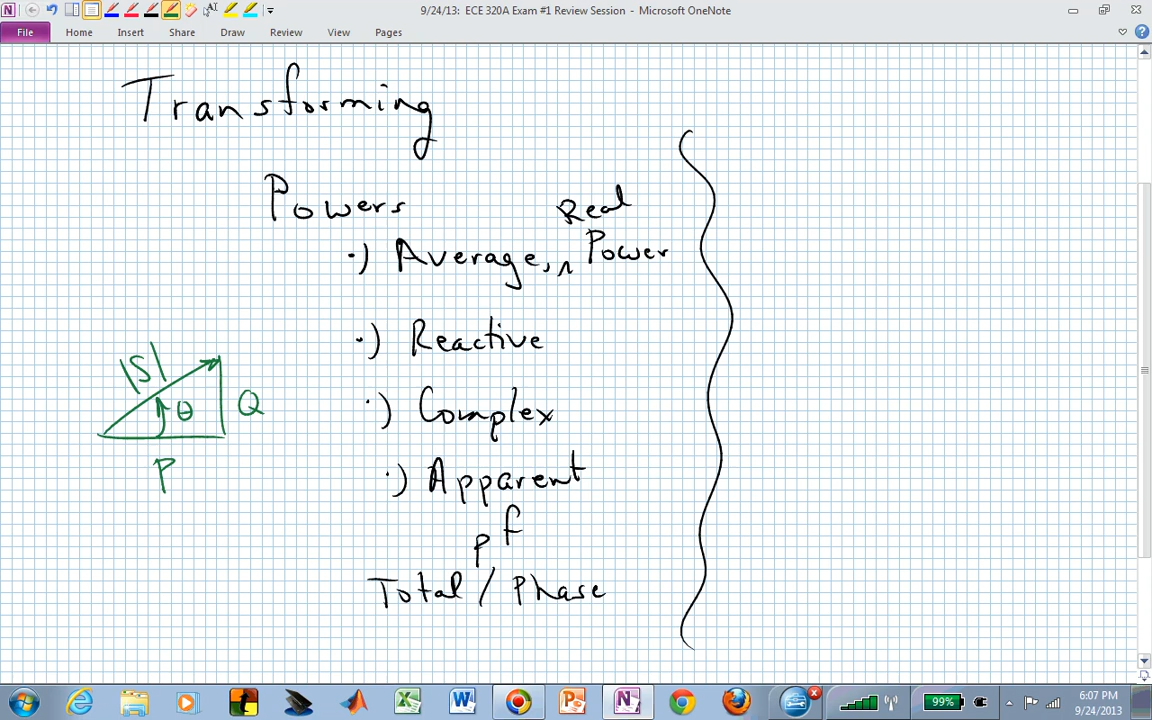 9/24/13: ECE 320A Exam #1 Review Session - Microsoft OneNote
File Home Insert Share Draw Review View Pages
Transforming
Powers
Real
·) Average, ∧ Power
·) Reactive
|S| θ Q
·) Complex
P
·) Apparent
pf
Total / Phase
99%
6:07 PM
9/24/2013